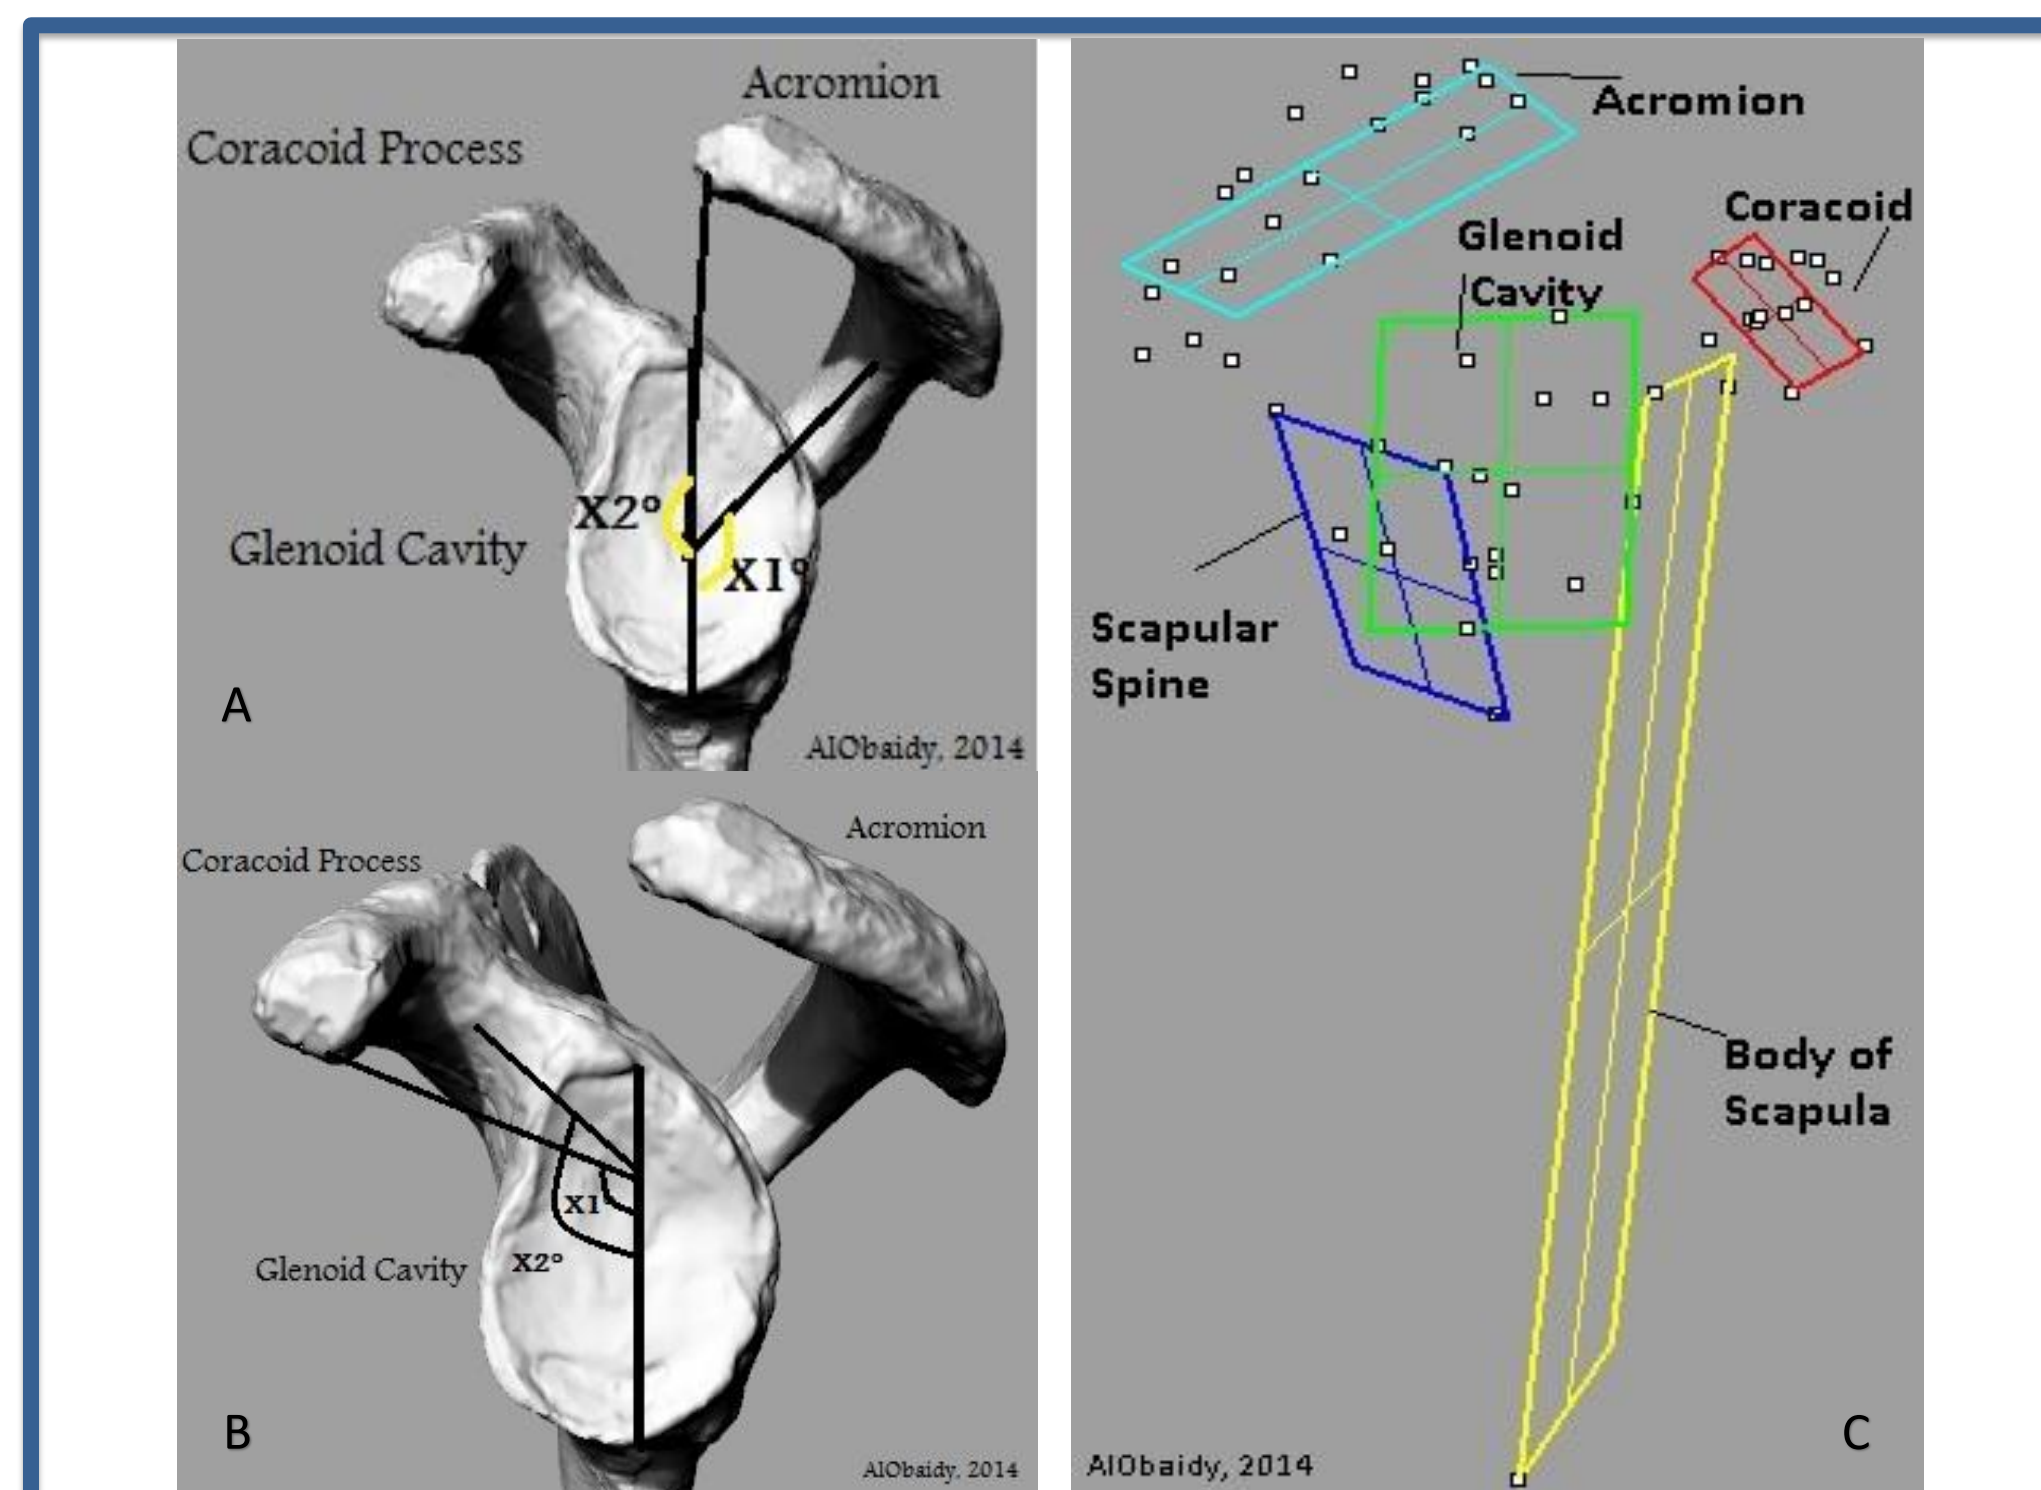 Acromion
Coracoid Process
X2°
Glenoid Cavity
X1°
A
AlObaidy, 2014
Acromion
Coracoid Process
X1°
Glenoid Cavity
X2°
B
AlObaidy, 2014
Acromion
Coracoid
Glenoid
Cavity
Scapular
Spine
Body of
Scapula
AlObaidy, 2014
C